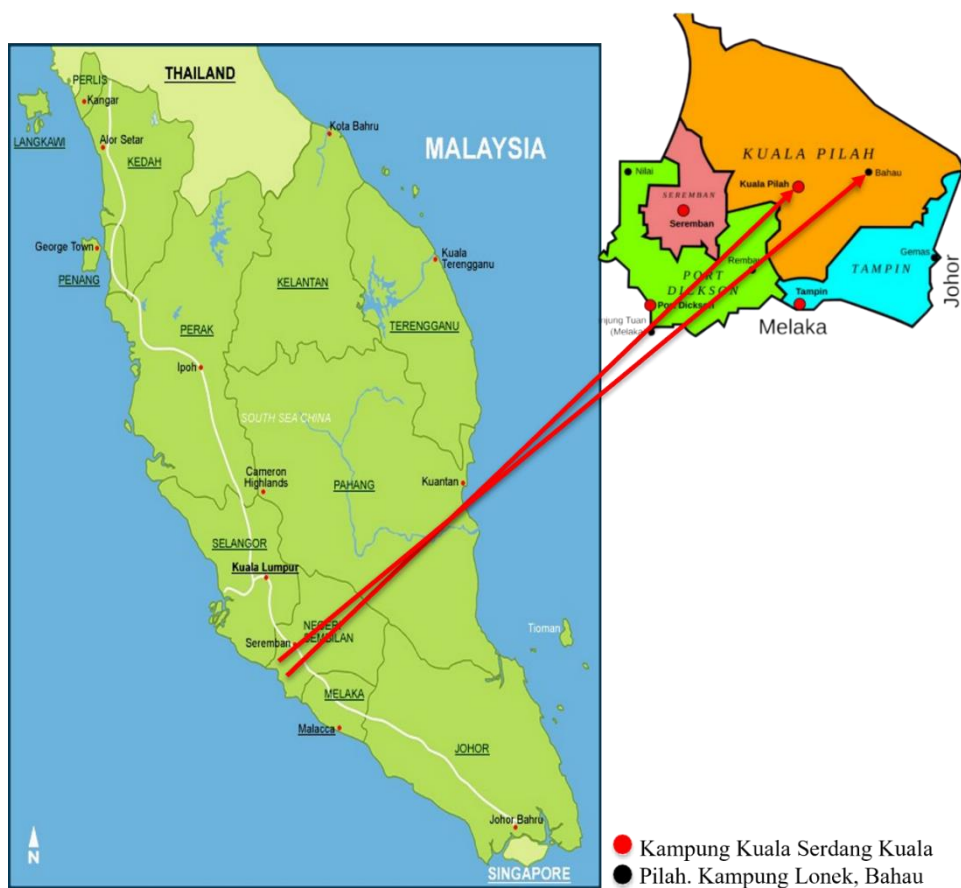 THAILAND
PERLIS
Kangar
LANGKAWI
Alor Setar
KEDAH
Kota Bahru
MALAYSIA
George Town
PENANG
Kuala
Terengganu
KELANTAN
TERENGGANU
PERAK
Ipoh
SOUTH SEA CHINA
Cameron
Highlands
PAHANG
Kuantan
SELANGOR
Kuala Lumpur
NEGERI
SEMBILAN
Seremban
Tioman
MELAKA
Malacca
JOHOR
Johor Bahru
SINGAPORE
N
KUALA PILAH
Nilai
Kuala Pilah
Bahau
SEREMBAN
Seremban
Rembau
PORT
DICKSON
Port Dickson
TAMPIN
Gemas
Tampin
Johor
Melaka
njung Tuan
(Melaka
Kampung Kuala Serdang Kuala
Pilah. Kampung Lonek, Bahau